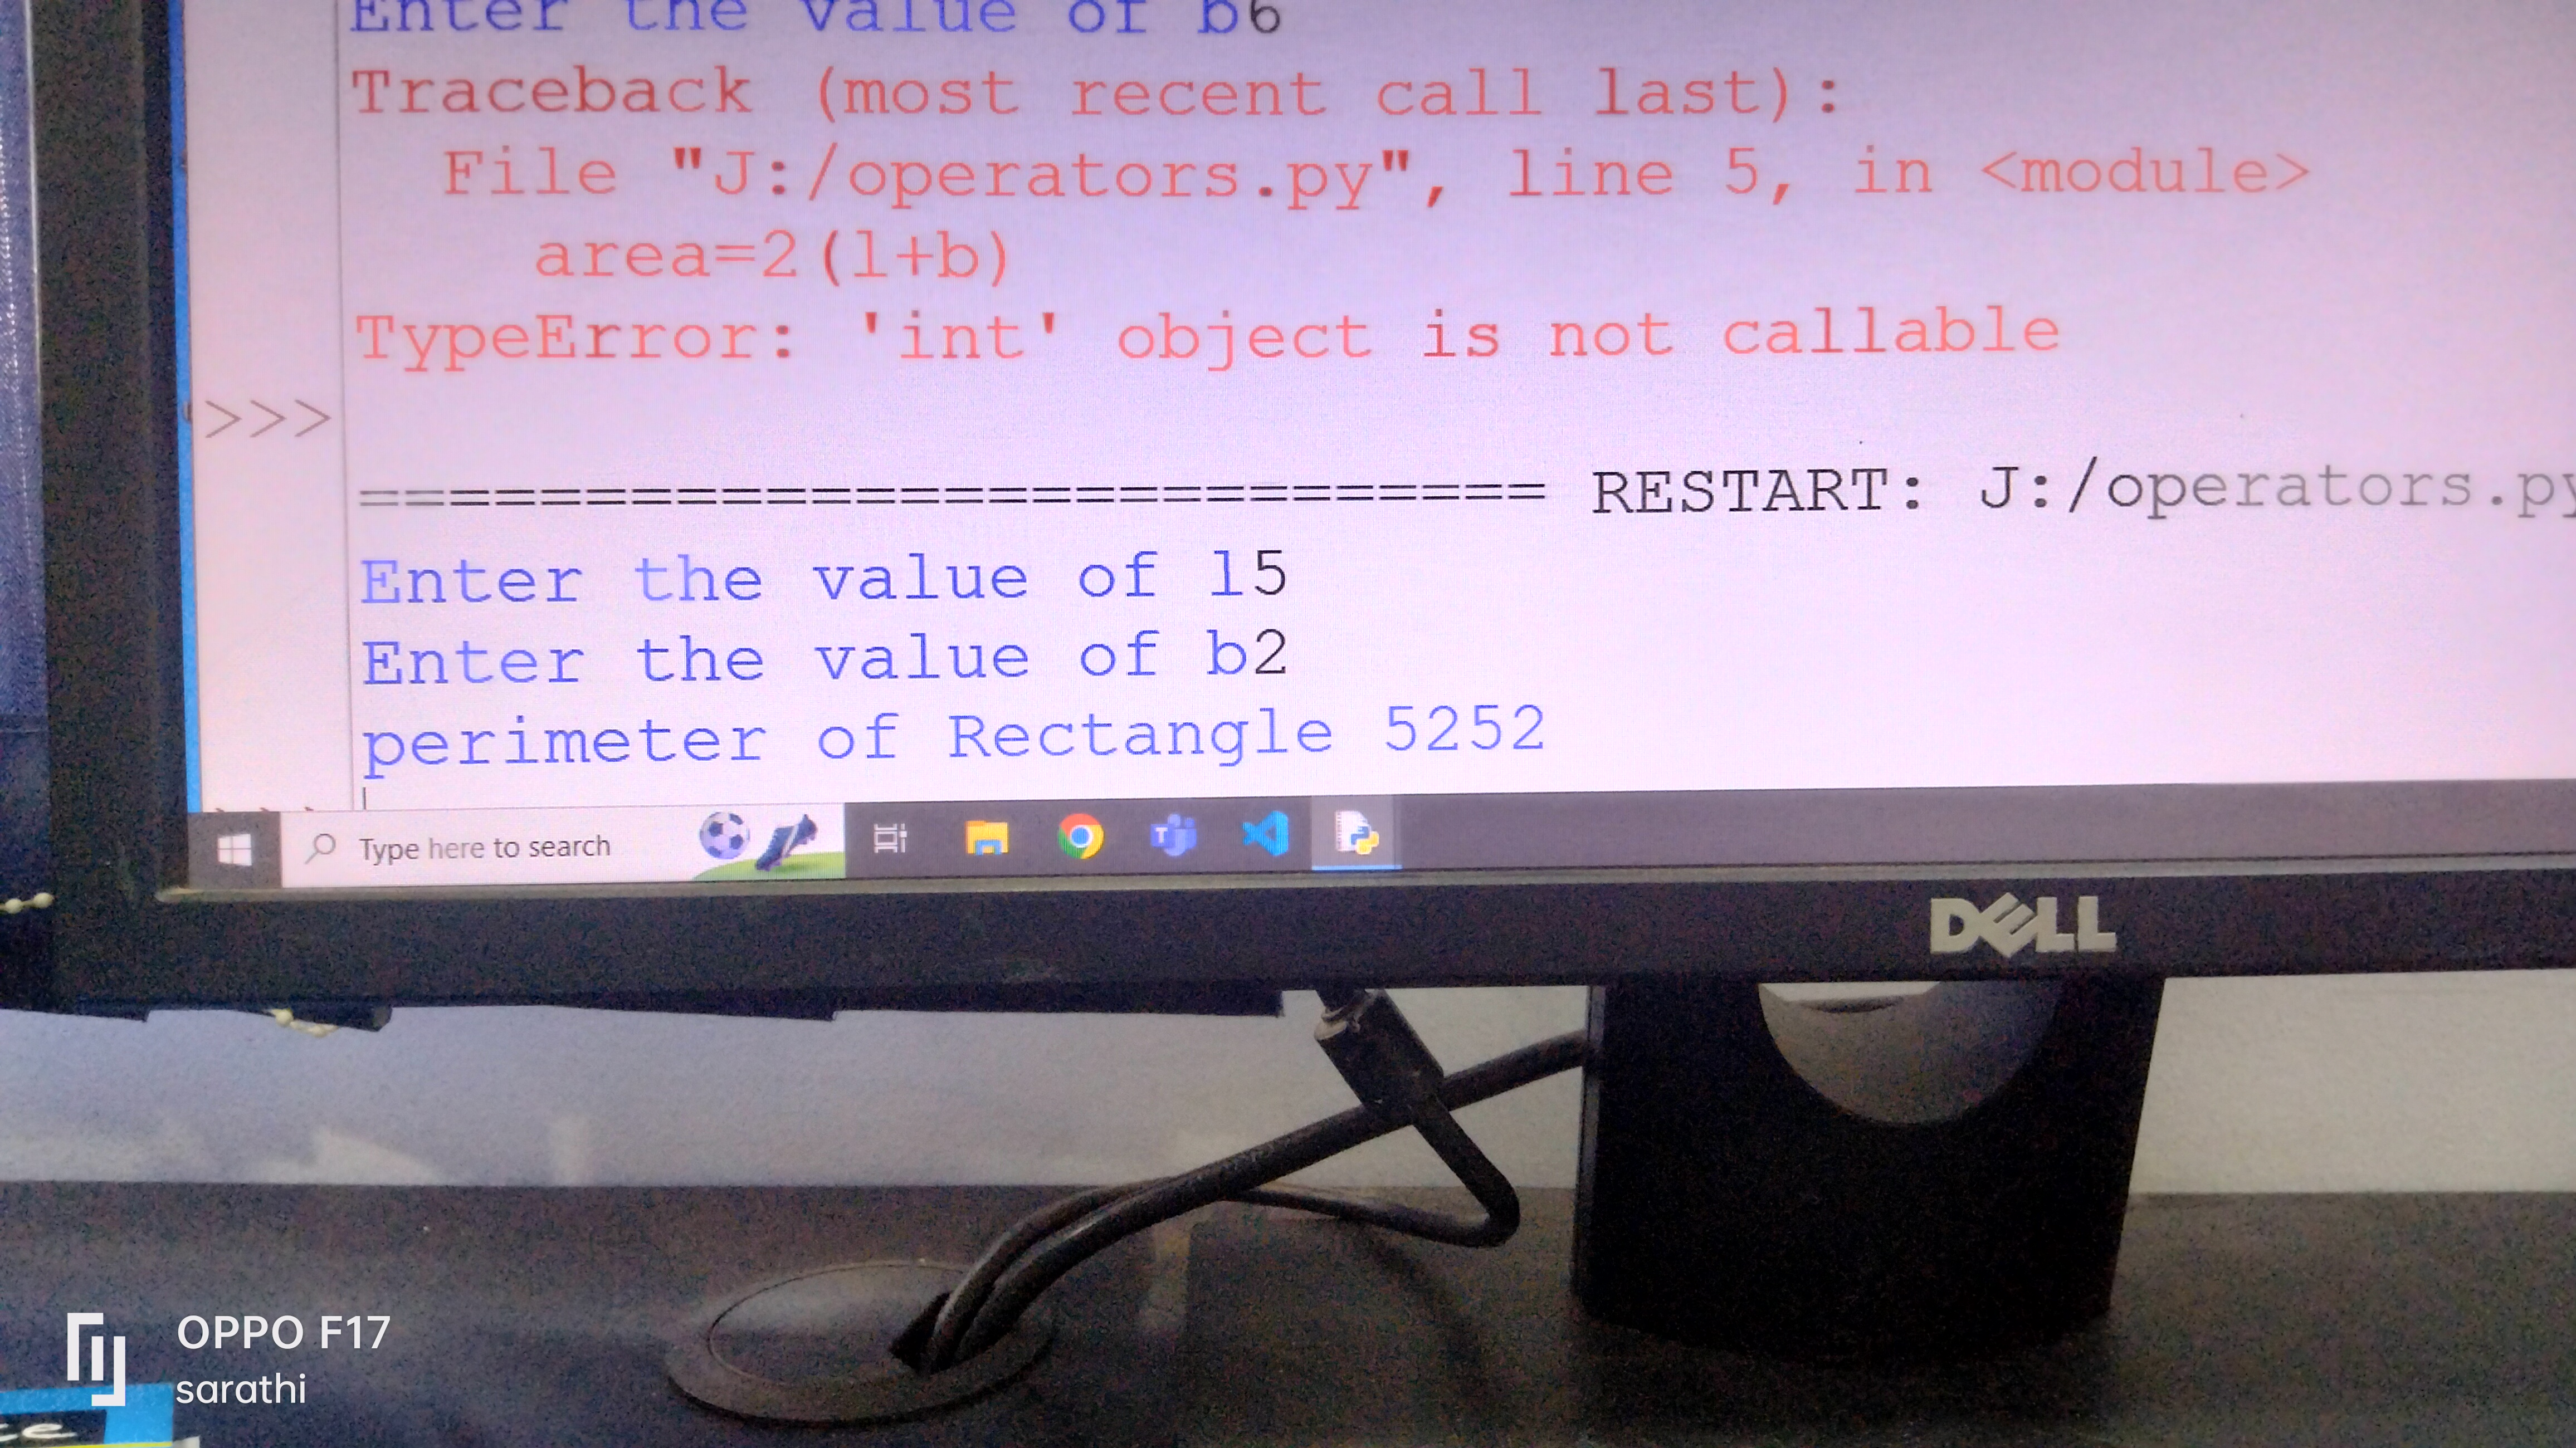 Enter the value of b6
Traceback (most recent call last):
File "J:/operators.py", line 5, in <module>
area=2(l+b)
TypeError: 'int' object is not callable
>>>
============================ RESTART: J:/operators.py
Enter the value of l5
Enter the value of b2
perimeter of Rectangle 5252
Type here to search
DELL
OPPO F17
sarathi